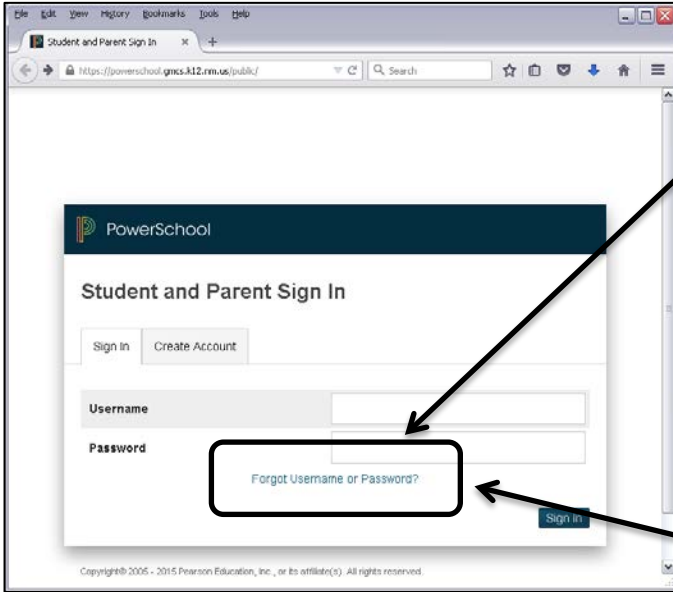 File Edit View History Bookmarks Tools Help
Student and Parent Sign In × +
https://powerschool.gmcs.k12.nm.us/public/ Search
PowerSchool
Student and Parent Sign In
Sign In Create Account
Username
Password
Forgot Username or Password?
Sign In
Copyright© 2005 - 2015 Pearson Education, Inc., or its affiliate(s). All rights reserved.